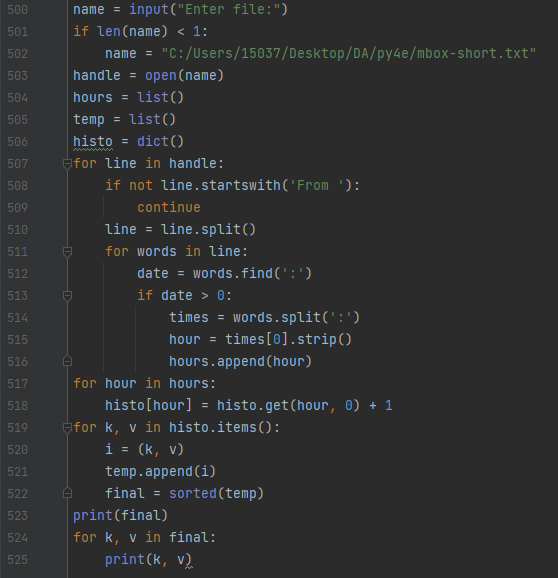 500 name = input("Enter file:")
501 if len(name) < 1:
502     name = "C:/Users/15037/Desktop/DA/py4e/mbox-short.txt"
503 handle = open(name)
504 hours = list()
505 temp = list()
506 histo = dict()
507 for line in handle:
508     if not line.startswith('From '):
509         continue
510     line = line.split()
511     for words in line:
512         date = words.find(':')
513         if date > 0:
514             times = words.split(':')
515             hour = times[0].strip()
516             hours.append(hour)
517 for hour in hours:
518     histo[hour] = histo.get(hour, 0) + 1
519 for k, v in histo.items():
520     i = (k, v)
521     temp.append(i)
522     final = sorted(temp)
523 print(final)
524 for k, v in final:
525     print(k, v)